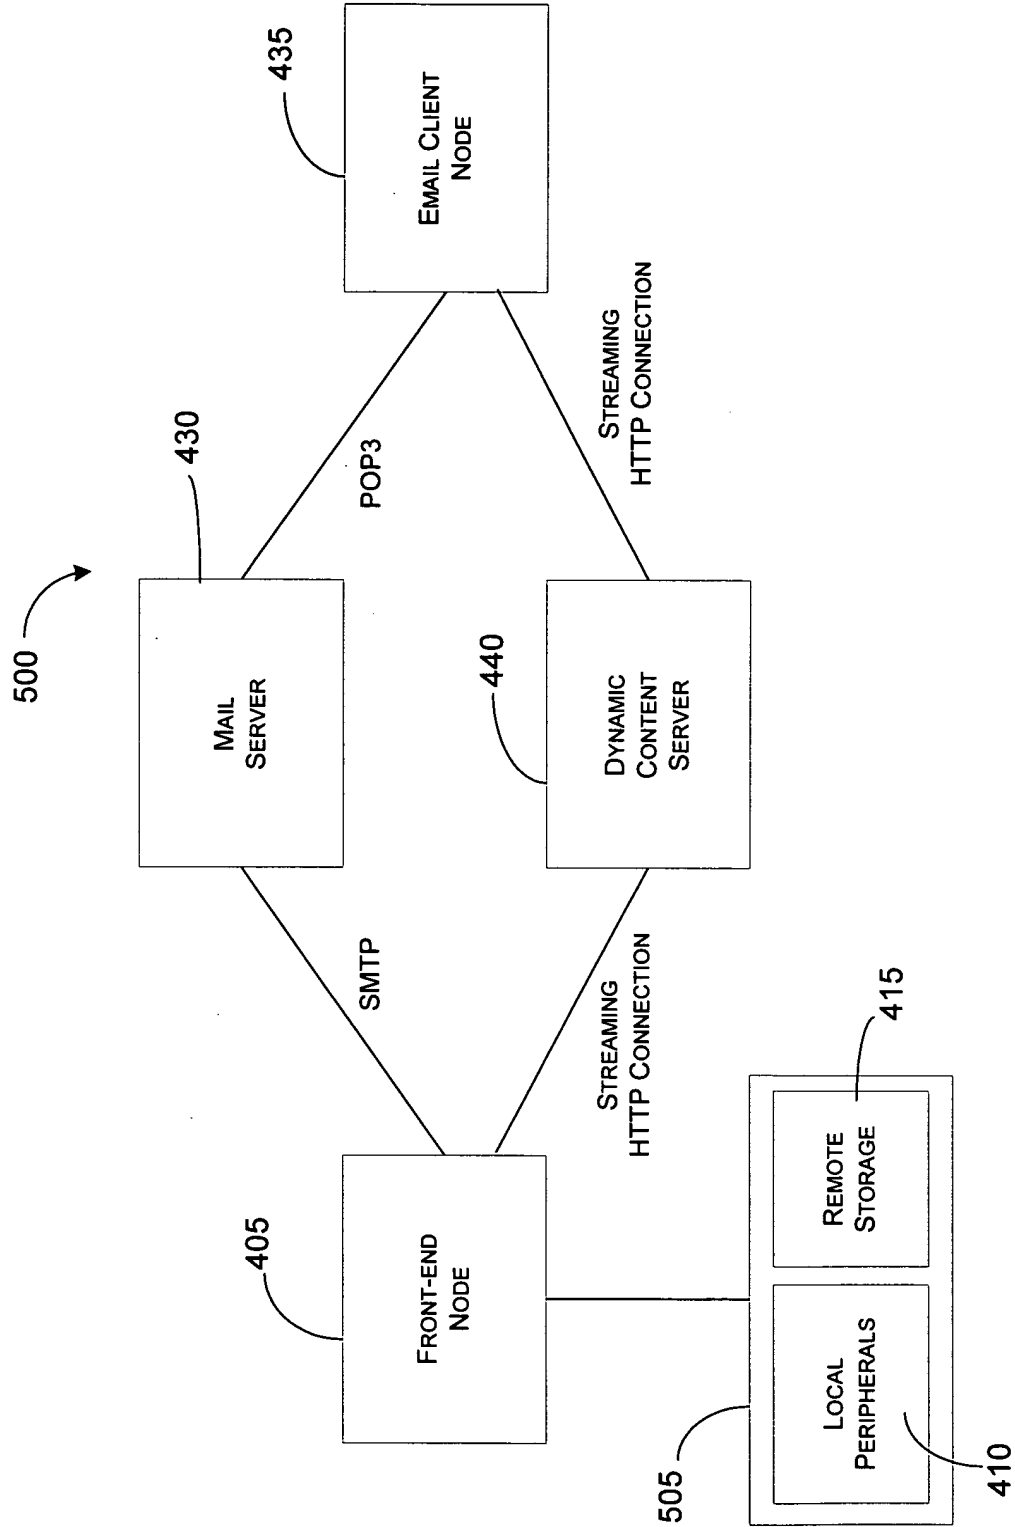 500
430
MAIL
SERVER
435
EMAIL CLIENT
NODE
SMTP
POP3
405
FRONT-END
NODE
440
DYNAMIC
CONTENT
SERVER
STREAMING
HTTP CONNECTION
STREAMING
HTTP CONNECTION
505
LOCAL
PERIPHERALS
410
REMOTE
STORAGE
415